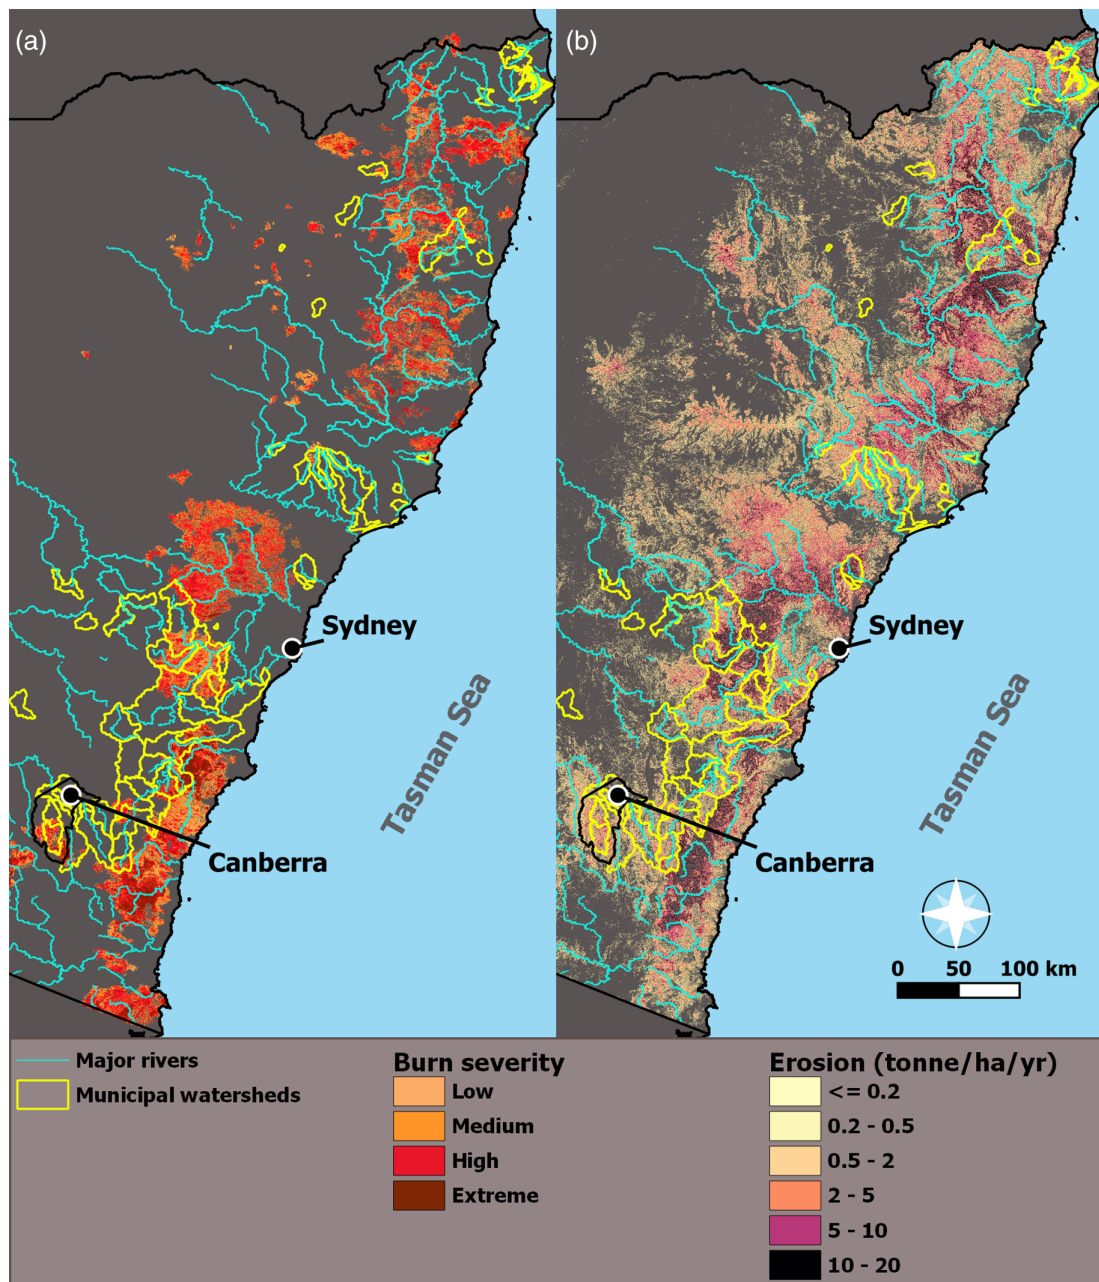 (a)
(b)
Sydney
Sydney
Tasman Sea
Tasman Sea
Canberra
Canberra
0 50 100 km
Major rivers
Municipal watersheds
Burn severity
Low
Medium
High
Extreme
Erosion (tonne/ha/yr)
<= 0.2
0.2 - 0.5
0.5 - 2
2 - 5
5 - 10
10 - 20